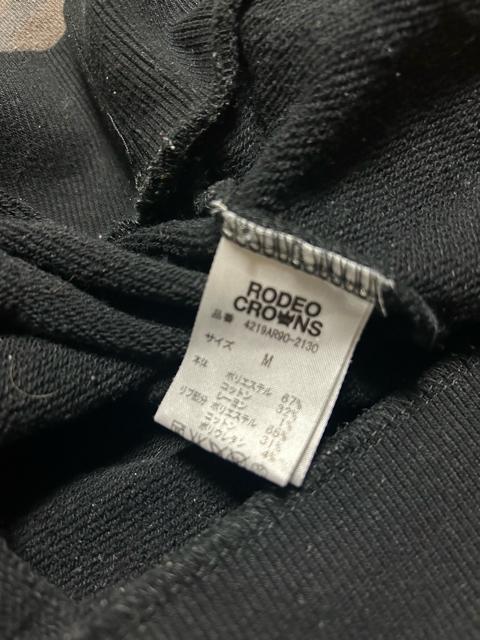 RODEO
CROWNS
品番 4219AR90-2130
サイズ M
本体 ポリエステル 67%
コットン 32%
レーヨン 1%
リブ部分 ポリエステル 65%
コットン 31%
ポリウレタン 4%